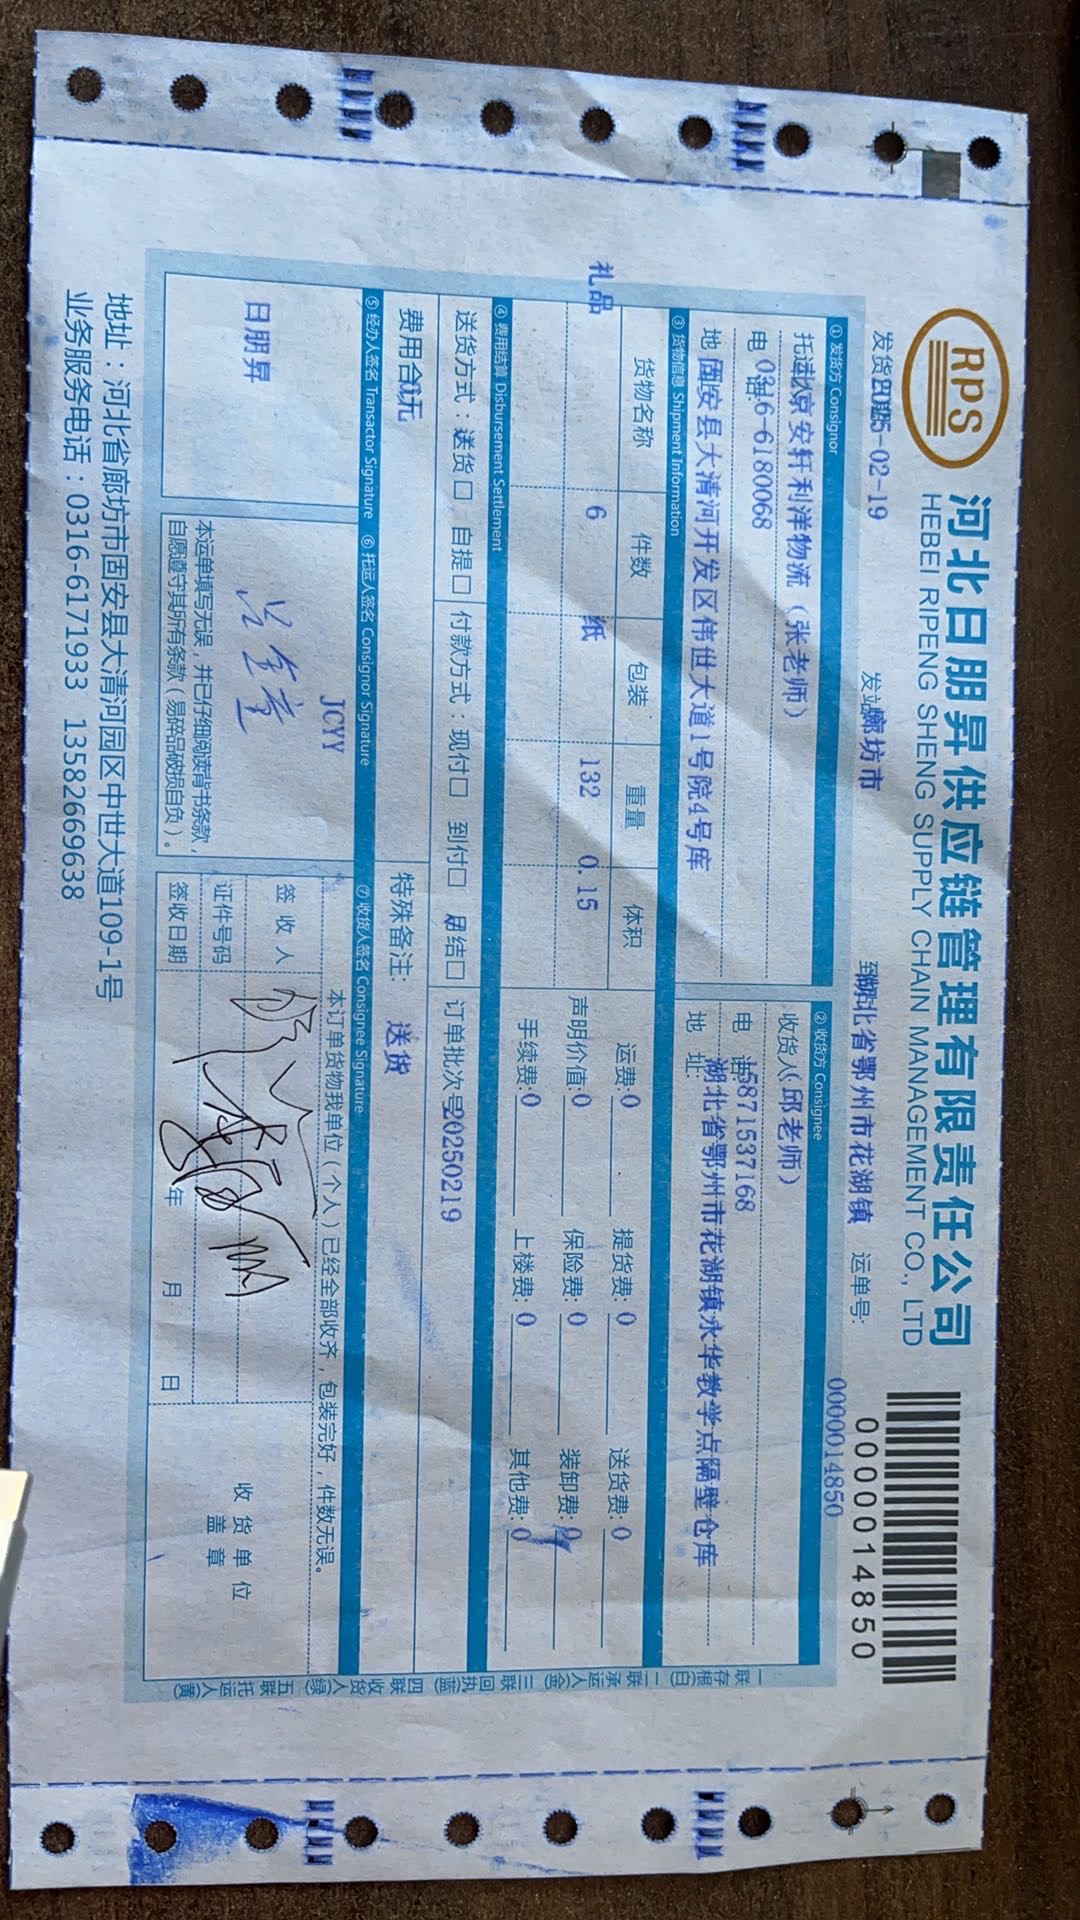 RPS
河北日朋昇供应链管理有限责任公司
HEBEI RIPENG SHENG SUPPLY CHAIN MANAGEMENT CO., LTD
0000014850
发货日期 2025-02-19 发站 廊坊市 到 湖北省鄂州市花湖镇 运单号: 0000014850
① 发货方 Consignor
托运 北京安轩利洋物流（张老师）
电话 0316-6180068
地 固安县大清河开发区伟世大道1号院4号库
② 收货方 Consignee
收货人（邱老师）
电话 15871537168
地址: 湖北省鄂州市花湖镇永华教学点隔壁仓库
③ 货物信息 Shipment Information
货物名称 件数 包装: 重量 体积
礼品 6 纸 132 0.15
运费:0 提货费:0 送货费:0
声明价值:0 保险费:0 装卸费:0
手续费:0 上楼费:0 其他费:0
④ 费用结算 Disbursement Settlement
送货方式：送货□ 自提□ 付款方式：现付□ 到付□ 月结□ 订单批次号 20250219
费用合 0元 特殊备注: 送货
⑤ 经办人签名 Transactor Signature ⑥ 托运人签名 Consignor Signature ⑦ 收货人签名 Consignee Signature
日朋昇
JCYY
本运单填写无误，并已仔细阅读背书条款，
自愿遵守其所有条款（易碎品破损自负）。
本订单货物我单位（个人）已经全部收齐，包装完好，件数无误。
签收人
证件号码
签收日期 年 月 日
收货单位
盖章
一联存根(白) 二联承运人(金) 三联回执(蓝) 四联收货人(绿) 五联托运人(黄)
地址：河北省廊坊市固安县大清河园区中世大道109-1号
业务服务电话：0316-6171933 13582669638